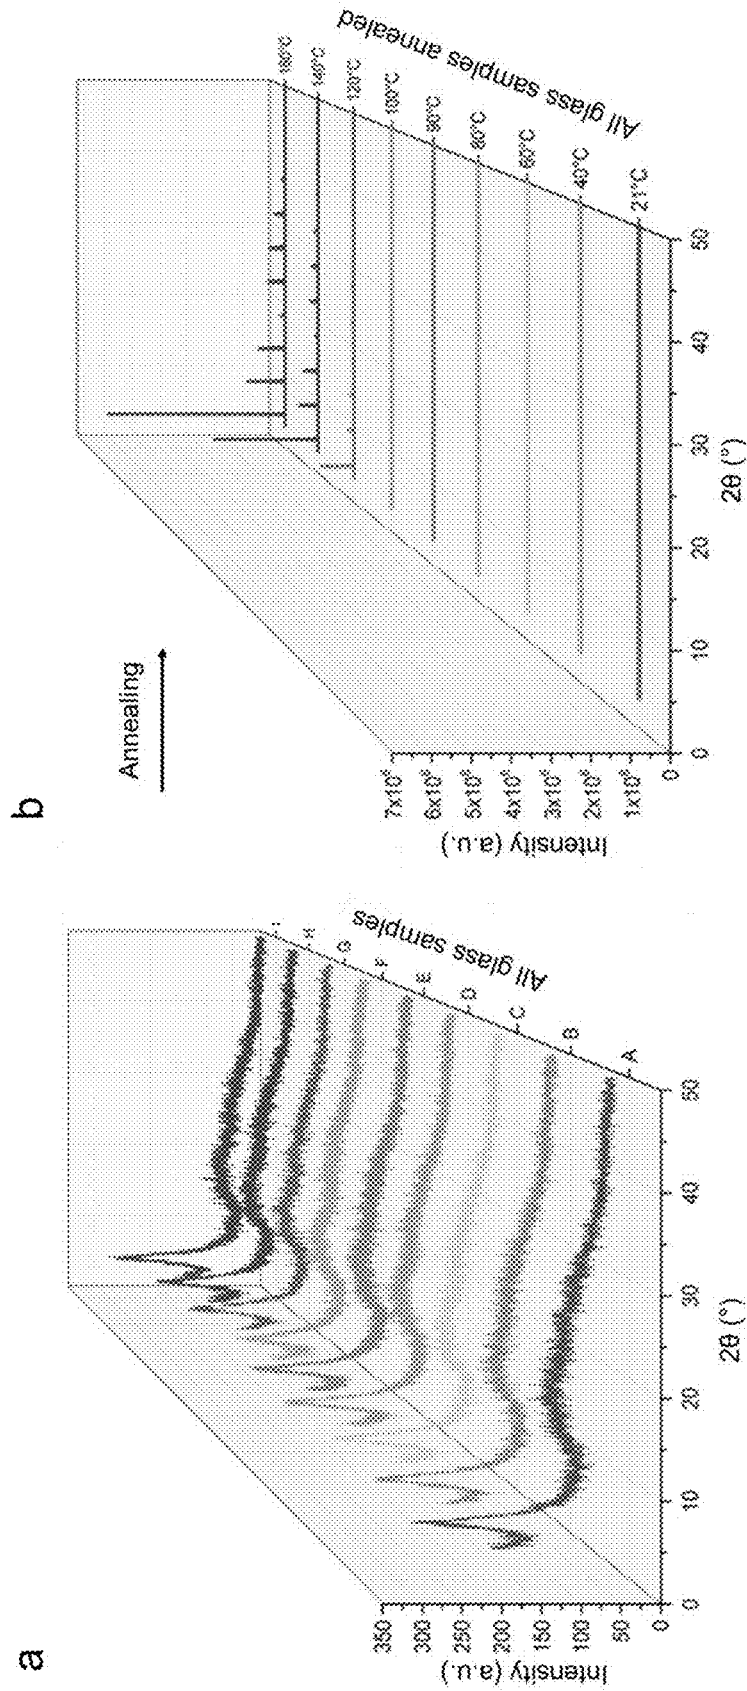 a
350
300
250
200
150
100
50
0
Intensity (a.u.)
0
10
20
30
40
50
2θ (°)
A
B
C
D
E
F
G
H
I
All glass samples
b
Annealing
7x10⁶
6x10⁶
5x10⁶
4x10⁶
3x10⁶
2x10⁶
1x10⁶
0
Intensity (a.u.)
0
10
20
30
40
50
2θ (°)
21°C
40°C
60°C
80°C
90°C
100°C
120°C
140°C
160°C
All glass samples annealed